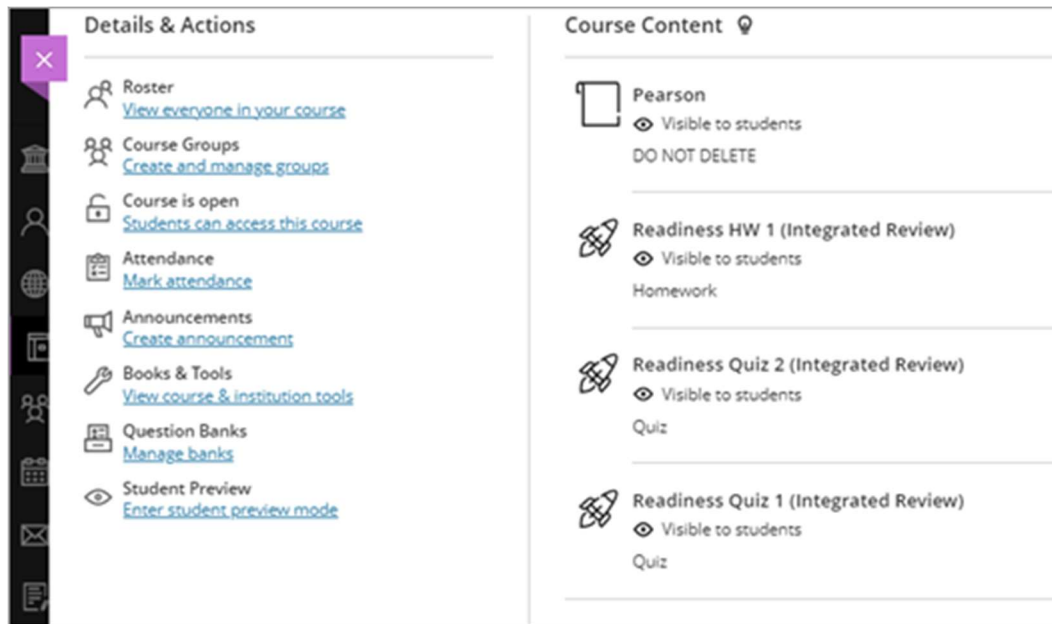 Details & Actions
Roster
View everyone in your course
Course Groups
Create and manage groups
Course is open
Students can access this course
Attendance
Mark attendance
Announcements
Create announcement
Books & Tools
View course & institution tools
Question Banks
Manage banks
Student Preview
Enter student preview mode
Course Content
Pearson
Visible to students
DO NOT DELETE
Readiness HW 1 (Integrated Review)
Visible to students
Homework
Readiness Quiz 2 (Integrated Review)
Visible to students
Quiz
Readiness Quiz 1 (Integrated Review)
Visible to students
Quiz